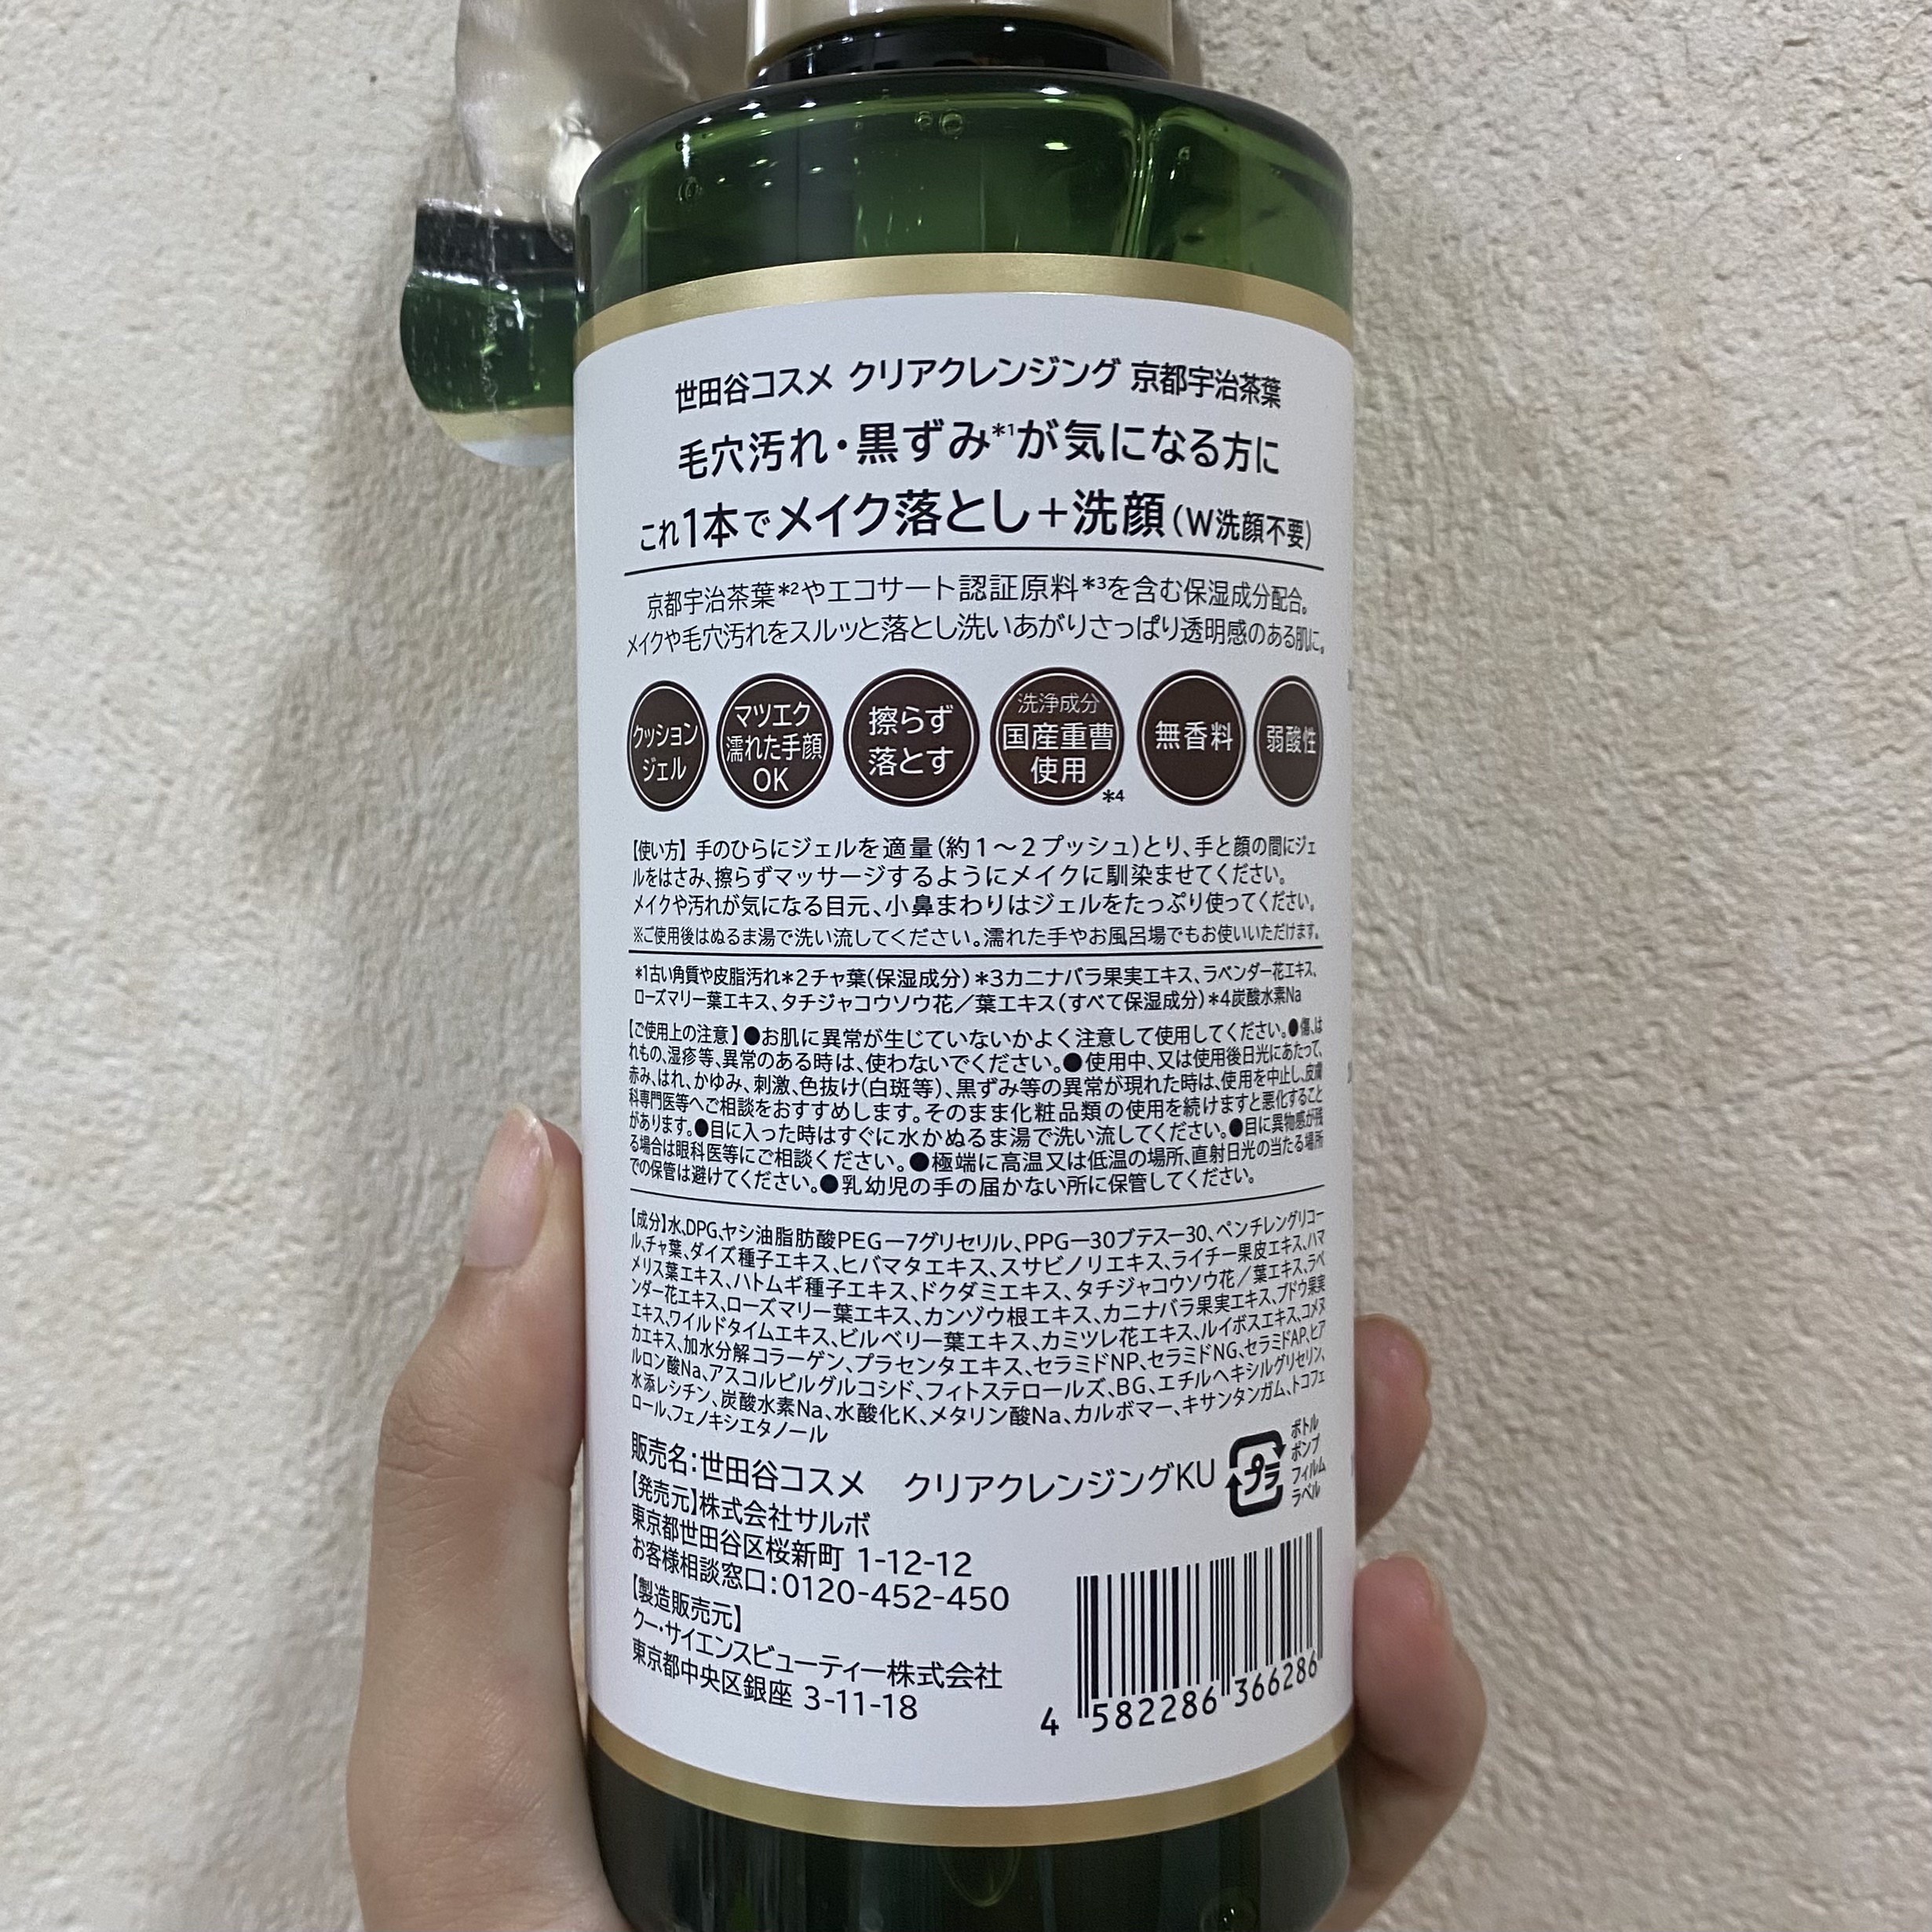 世田谷コスメ クリアクレンジング 京都宇治茶葉
毛穴汚れ・黒ずみ*1が気になる方に
これ1本でメイク落とし+洗顔(W洗顔不要)
京都宇治茶葉*2やエコサート認証原料*3を含む保湿成分配合。
メイクや毛穴汚れをスルッと落とし洗いあがりさっぱり透明感のある肌に。
クッション
ジェル
マツエク
濡れた手顔
OK
擦らず
落とす
洗浄成分
国産重曹
使用
*4
無香料
弱酸性
【使い方】手のひらにジェルを適量(約1〜2プッシュ)とり、手と顔の間にジェ
ルをはさみ、擦らずマッサージするようにメイクに馴染ませてください。
メイクや汚れが気になる目元、小鼻まわりはジェルをたっぷり使ってください。
※ご使用後はぬるま湯で洗い流してください。濡れた手やお風呂場でもお使いいただけます。
*1古い角質や皮脂汚れ*2チャ葉(保湿成分)*3カニナバラ果実エキス、ラベンダー花エキス、
ローズマリー葉エキス、タチジャコウソウ花/葉エキス(すべて保湿成分)*4炭酸水素Na
【ご使用上の注意】●お肌に異常が生じていないかよく注意して使用してください。●傷、は
れもの、湿疹等、異常のある時は、使わないでください。●使用中、又は使用後日光にあたって、
赤み、はれ、かゆみ、刺激、色抜け(白斑等)、黒ずみ等の異常が現れた時は、使用を中止し、皮膚
科専門医等へご相談をおすすめします。そのまま化粧品類の使用を続けますと悪化すること
があります。●目に入った時はすぐに水かぬるま湯で洗い流してください。●目に異物感が残
る場合は眼科医等にご相談ください。●極端に高温又は低温の場所、直射日光の当たる場所
での保管は避けてください。●乳幼児の手の届かない所に保管してください。
【成分】水、DPG、ヤシ油脂肪酸PEG―7グリセリル、PPG―30ブテス―30、ペンチレングリコー
ル、チャ葉、ダイズ種子エキス、ヒバマタエキス、スサビノリエキス、ライチー果皮エキス、ハマ
メリス葉エキス、ハトムギ種子エキス、ドクダミエキス、タチジャコウソウ花/葉エキス、ラベ
ンダー花エキス、ローズマリー葉エキス、カンゾウ根エキス、カニナバラ果実エキス、ブドウ果実
エキス、ワイルドタイムエキス、ビルベリー葉エキス、カミツレ花エキス、ルイボスエキス、コメヌ
カエキス、加水分解コラーゲン、プラセンタエキス、セラミドNP、セラミドNG、セラミドAP、ヒア
ルロン酸Na、アスコルビルグルコシド、フィトステロールズ、BG、エチルヘキシルグリセリン、
水添レシチン、炭酸水素Na、水酸化K、メタリン酸Na、カルボマー、キサンタンガム、トコフェ
ロール、フェノキシエタノール
販売名:世田谷コスメ クリアクレンジングKU
プラ
ボトル
ポンプ
フィルム
ラベル
【発売元】株式会社サルボ
東京都世田谷区桜新町 1-12-12
お客様相談窓口:0120-452-450
【製造販売元】
クー・サイエンスビューティー株式会社
東京都中央区銀座 3-11-18
4 582286 366286